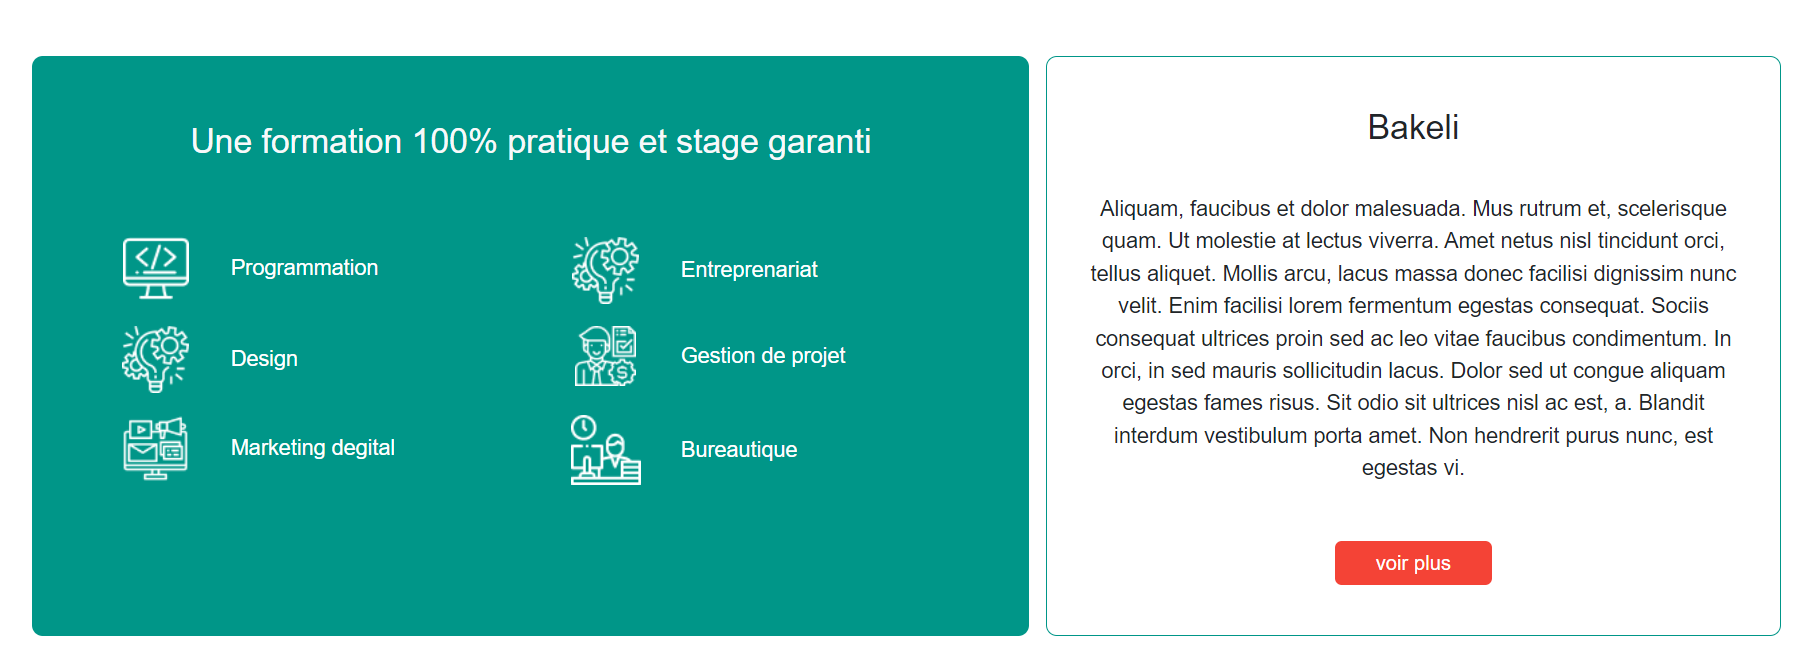 Une formation 100% pratique et stage garanti
Programmation
Entreprenariat
Design
Gestion de projet
Marketing degital
Bureautique
Bakeli
Aliquam, faucibus et dolor malesuada. Mus rutrum et, scelerisque
quam. Ut molestie at lectus viverra. Amet netus nisl tincidunt orci,
tellus aliquet. Mollis arcu, lacus massa donec facilisi dignissim nunc
velit. Enim facilisi lorem fermentum egestas consequat. Sociis
consequat ultrices proin sed ac leo vitae faucibus condimentum. In
orci, in sed mauris sollicitudin lacus. Dolor sed ut congue aliquam
egestas fames risus. Sit odio sit ultrices nisl ac est, a. Blandit
interdum vestibulum porta amet. Non hendrerit purus nunc, est
egestas vi.
voir plus